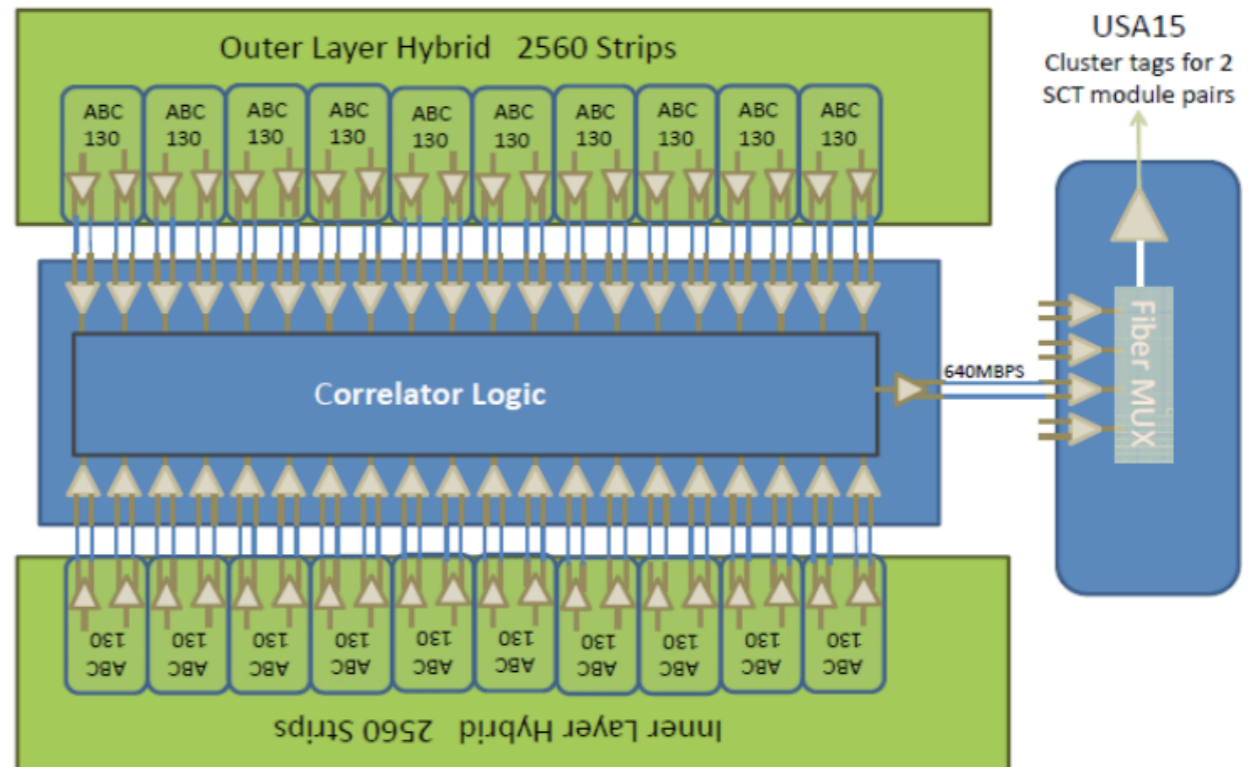 Outer Layer Hybrid   2560 Strips
ABC
130
ABC
130
ABC
130
ABC
130
ABC
130
ABC
130
ABC
130
ABC
130
ABC
130
ABC
130
Correlator Logic
640MBPS
130
ABC
130
ABC
130
ABC
130
ABC
130
ABC
130
ABC
130
ABC
130
ABC
130
ABC
130
ABC
Inner Layer Hybrid   2560 Strips
USA15
Cluster tags for 2
SCT module pairs
Fiber MUX